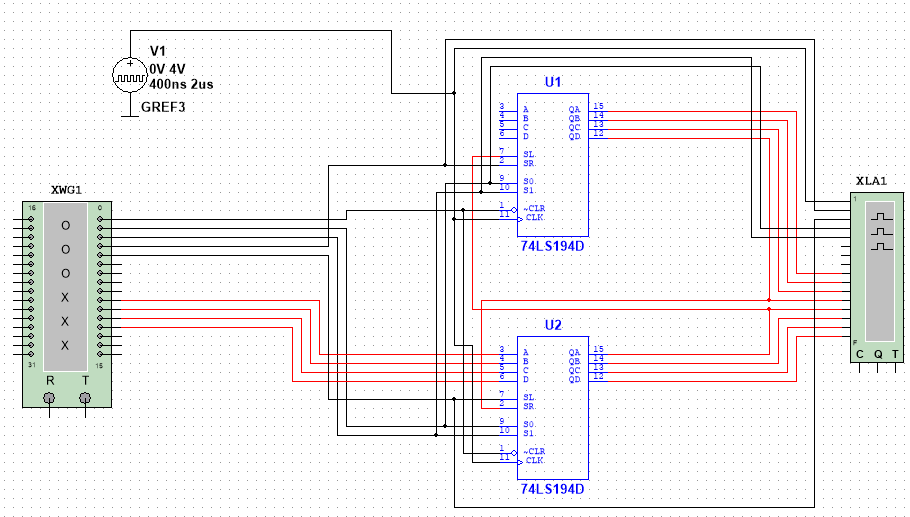 V1
0V 4V
400ns 2us
GREF3
U1
3 A QA 15
4 B QB 14
5 C QC 13
6 D QD 12
7 SL
2 SR
9 S0
10 S1
1 ~CLR
11 CLK
74LS194D
XWG1
16 0
O
O
O
X
X
X
31 15
R T
XLA1
1
F
C Q T
U2
3 A QA 15
4 B QB 14
5 C QC 13
6 D QD 12
7 SL
2 SR
9 S0
10 S1
1 ~CLR
11 CLK
74LS194D